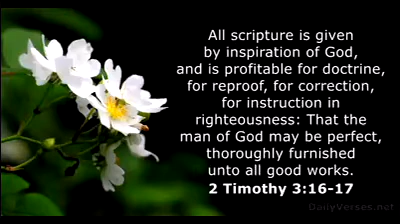 All scripture is given
by inspiration of God,
and is profitable for doctrine,
for reproof, for correction,
for instruction in
righteousness: That the
man of God may be perfect,
thoroughly furnished
unto all good works.
2 Timothy 3:16-17
DailyVerses.net